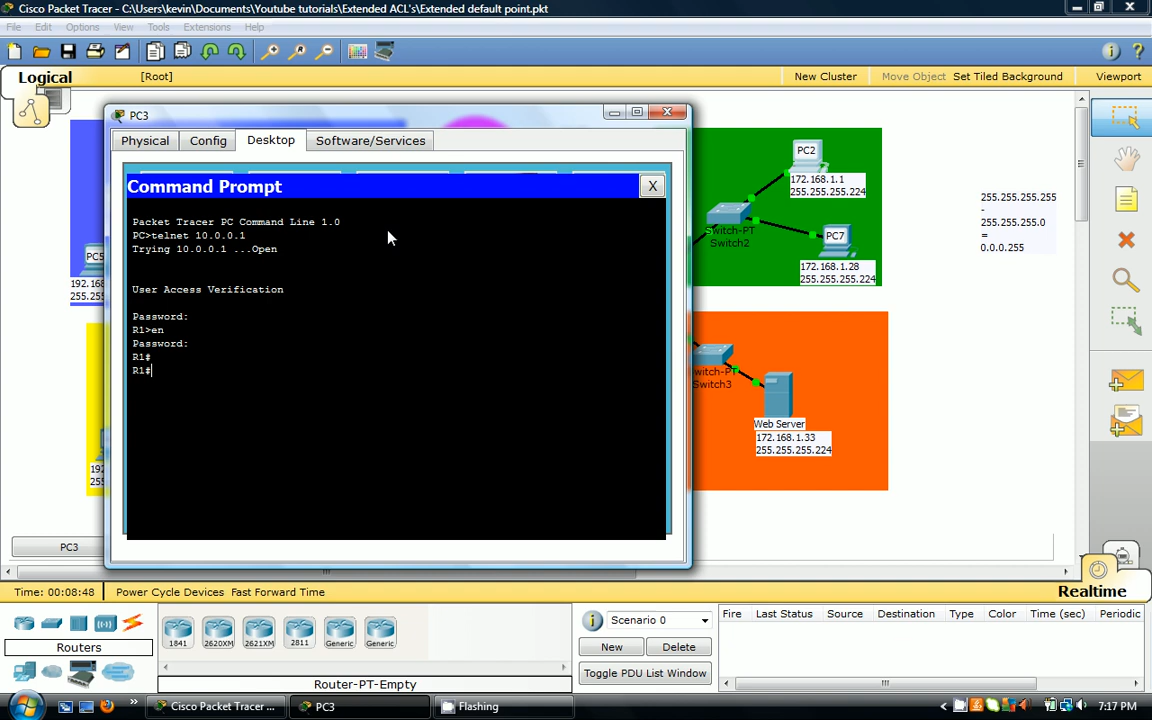 Cisco Packet Tracer - C:\Users\kevin\Documents\Youtube tutorials\Extended ACL's\Extended default point.pkt
File Edit Options View Tools Extensions Help
Logical [Root] New Cluster Move Object Set Tiled Background Viewport
PC3
Physical Config Desktop Software/Services
Command Prompt X
Packet Tracer PC Command Line 1.0
PC>telnet 10.0.0.1
Trying 10.0.0.1 ...Open
User Access Verification
Password:
R1>en
Password:
R1#
R1#
PC2
172.168.1.1
255.255.255.224
Switch-PT
Switch2
PC7
172.168.1.28
255.255.255.224
255.255.255.255
-
255.255.255.0
=
0.0.0.255
PC5
192.16
255.25
witch-PT
Switch3
Web Server
172.168.1.33
255.255.255.224
192
255
PC3
Time: 00:08:48 Power Cycle Devices Fast Forward Time Realtime
Routers
1841 2620XM 2621XM 2811 Generic Generic
Router-PT-Empty
Scenario 0
New Delete
Toggle PDU List Window
Fire Last Status Source Destination Type Color Time (sec) Periodic
Cisco Packet Tracer ... PC3 Flashing 7:17 PM